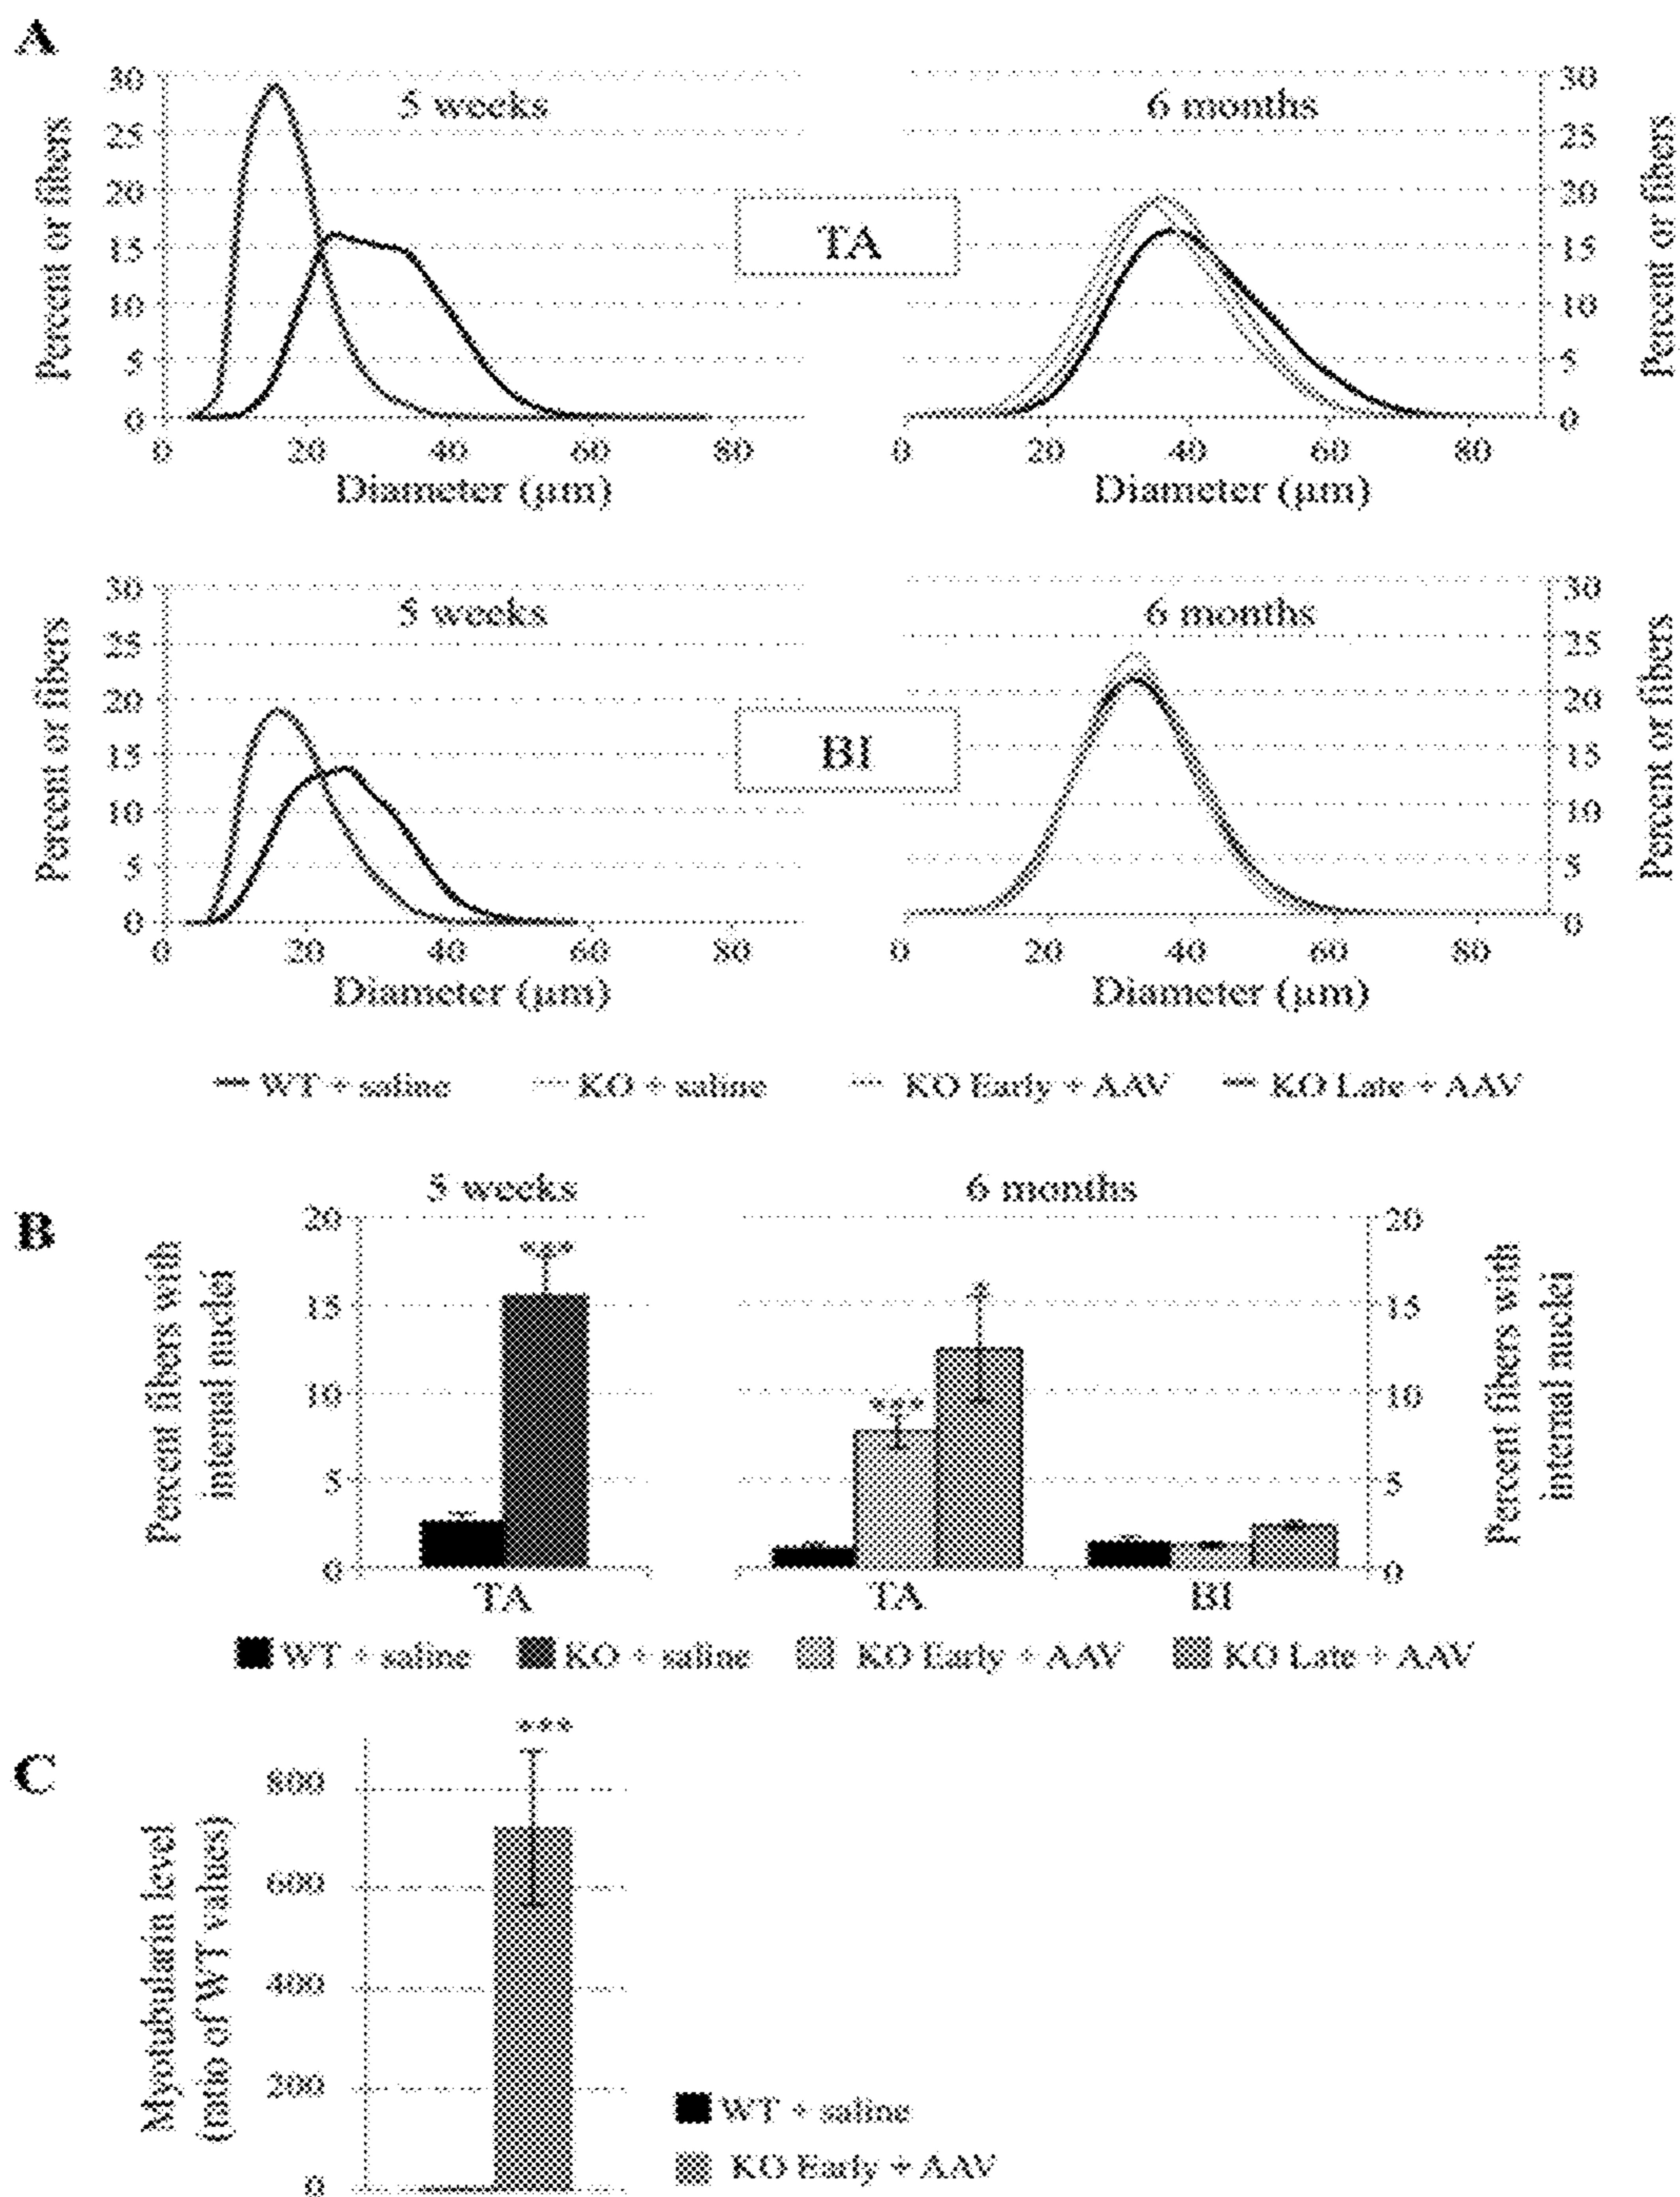 A
5 weeks
6 months
30
25
20
15
10
5
0
Percent or fibers
0 20 40 60 80
Diameter (µm)
TA
30
25
20
15
10
5
0
Percent or fibers
0 20 40 60 80
Diameter (µm)
5 weeks
6 months
30
25
20
15
10
5
0
Percent or fibers
0 20 40 60 80
Diameter (µm)
BI
30
25
20
15
10
5
0
Percent or fibers
0 20 40 60 80
Diameter (µm)
WT + saline KO + saline KO Early + AAV KO Late + AAV
B
5 weeks
6 months
Percent fibers with
internal nuclei
20
15
10
5
0
***
TA
***
*
TA
BI
20
15
10
5
0
Percent fibers with
internal nuclei
WT + saline KO + saline KO Early + AAV KO Late + AAV
C
***
Myotubularin level
(ratio of WT values)
800
600
400
200
0
WT + saline
KO Early + AAV